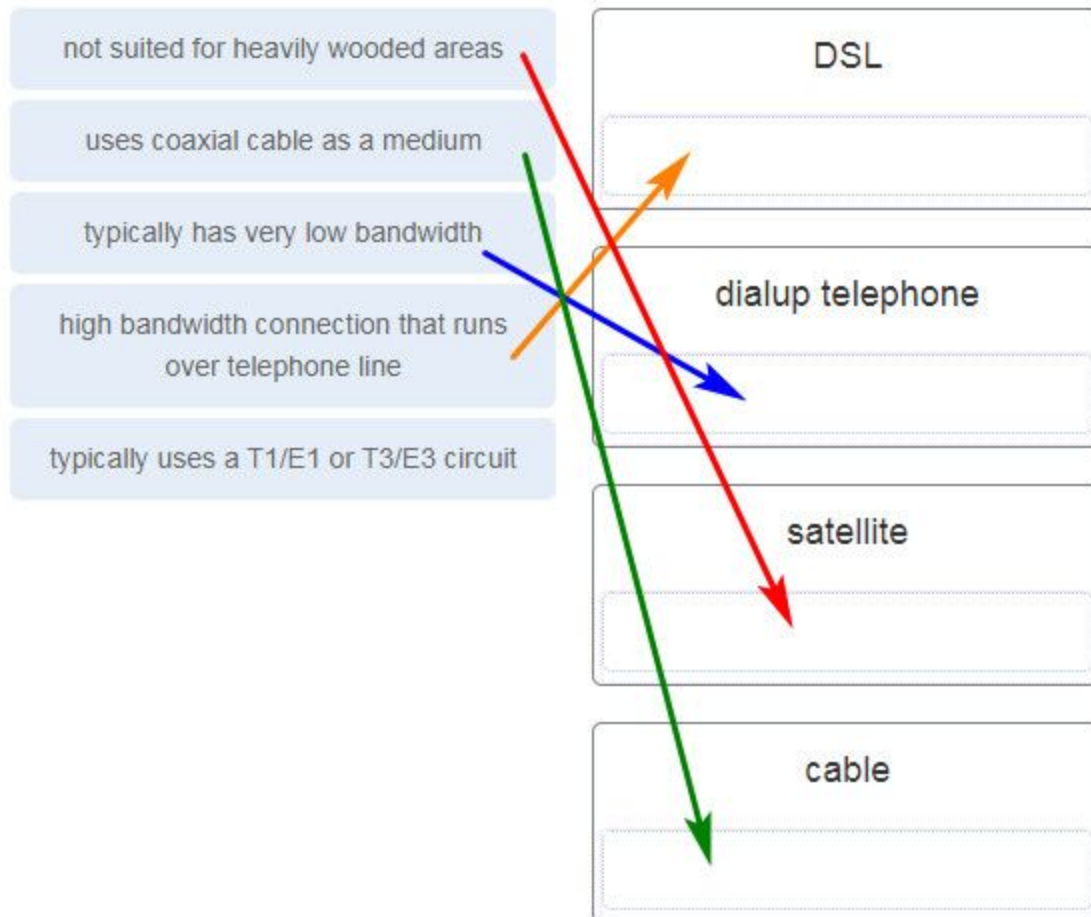 not suited for heavily wooded areas
uses coaxial cable as a medium
typically has very low bandwidth
high bandwidth connection that runs
over telephone line
typically uses a T1/E1 or T3/E3 circuit
DSL
dialup telephone
satellite
cable